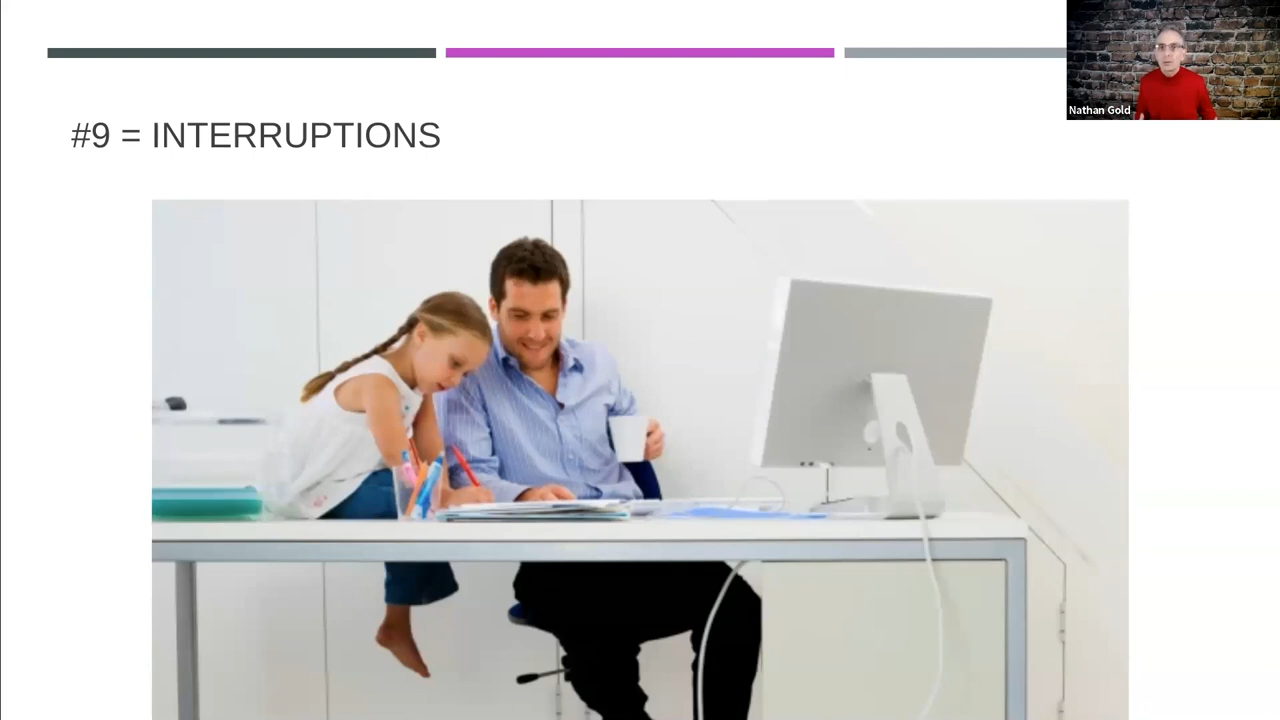 #9 = INTERRUPTIONS
Nathan Gold